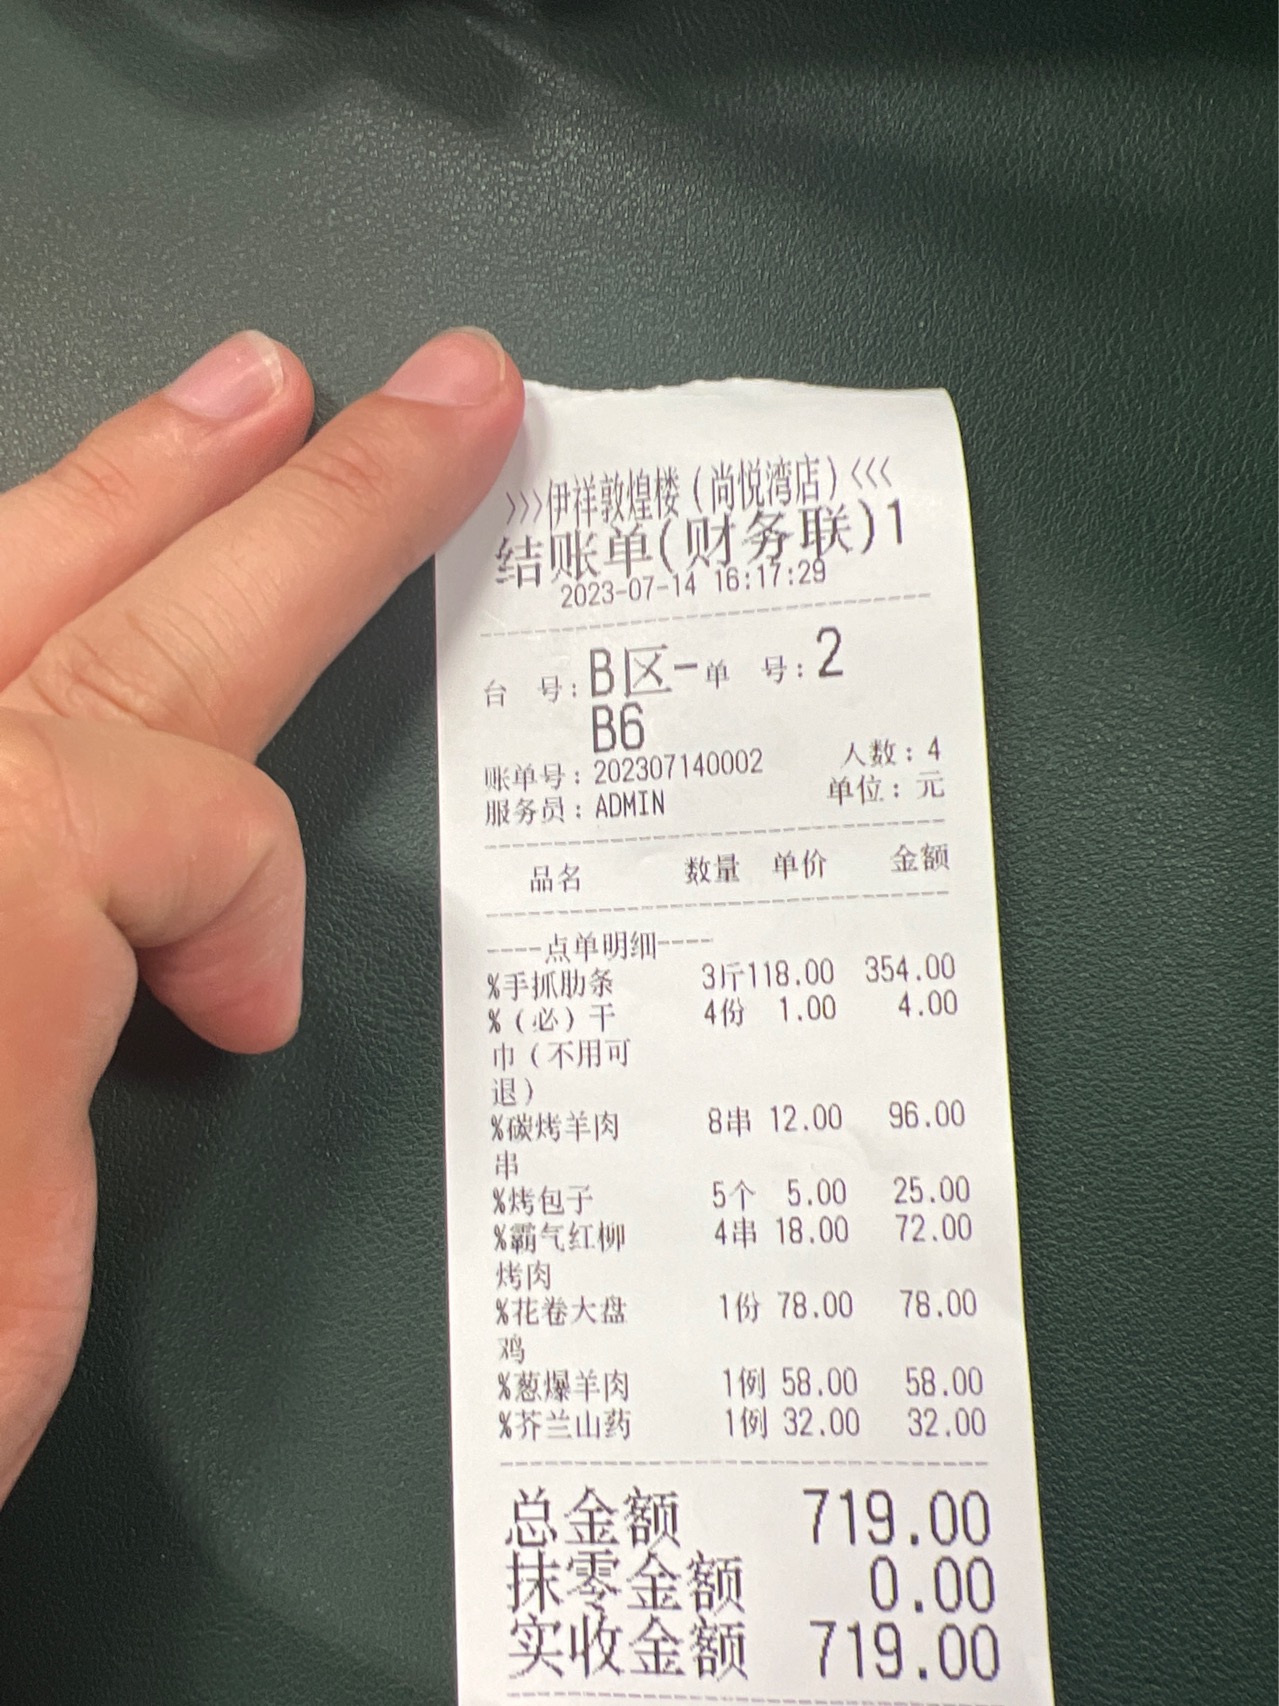 >>>伊祥敦煌楼(尚悦湾店)<<<
结账单(财务联)1
2023-07-14 16:17:29
台 号:B区-单 号:2
B6
账单号:202307140002 人数:4
服务员:ADMIN 单位:元
品名 数量 单价 金额
----点单明细----
%手抓肋条 3斤118.00 354.00
%(必)干 4份 1.00 4.00
巾(不用可
退)
%碳烤羊肉 8串 12.00 96.00
串
%烤包子 5个 5.00 25.00
%霸气红柳 4串 18.00 72.00
烤肉
%花卷大盘 1份 78.00 78.00
鸡
%葱爆羊肉 1例 58.00 58.00
%芥兰山药 1例 32.00 32.00
总金额 719.00
抹零金额 0.00
实收金额 719.00